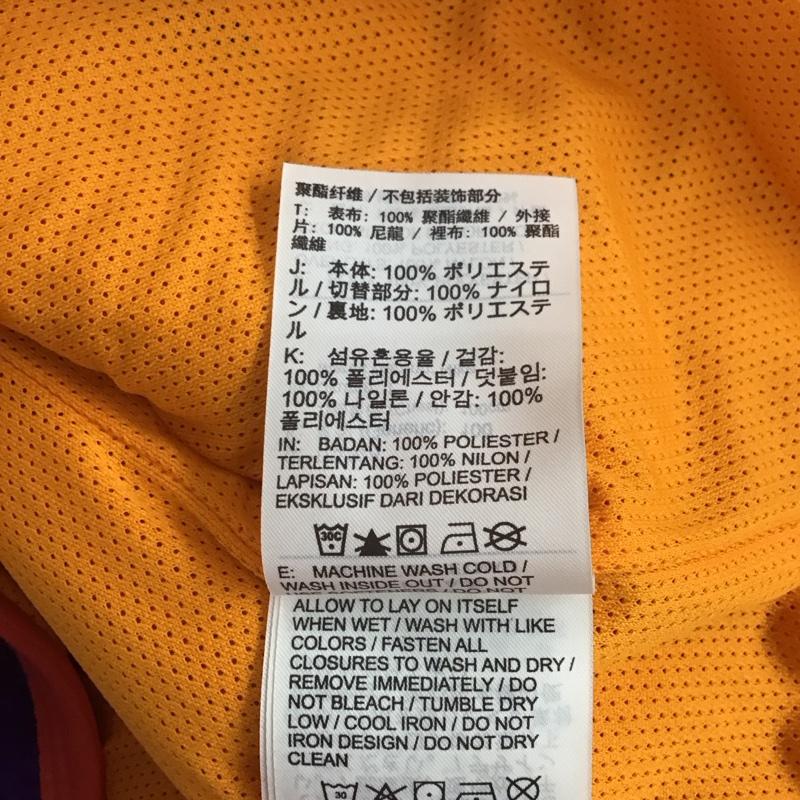 聚酯纤维 / 不包括装饰部分
T: 表布: 100% 聚酯纖維 / 外接
片: 100% 尼龍 / 裡布: 100% 聚酯
纖維
J: 本体: 100% ポリエステ
ル / 切替部分: 100% ナイロ
ン / 裏地: 100% ポリエステ
ル
K: 섬유혼용율 / 겉감:
100% 폴리에스터 / 덧붙임:
100% 나일론 / 안감: 100%
폴리에스터
IN: BADAN: 100% POLIESTER /
TERLENTANG: 100% NILON /
LAPISAN: 100% POLIESTER /
EKSKLUSIF DARI DEKORASI
30C
E: MACHINE WASH COLD /
WASH INSIDE OUT / DO NOT
ALLOW TO LAY ON ITSELF
WHEN WET / WASH WITH LIKE
COLORS / FASTEN ALL
CLOSURES TO WASH AND DRY /
REMOVE IMMEDIATELY / DO
NOT BLEACH / TUMBLE DRY
LOW / COOL IRON / DO NOT
IRON DESIGN / DO NOT DRY
CLEAN
30